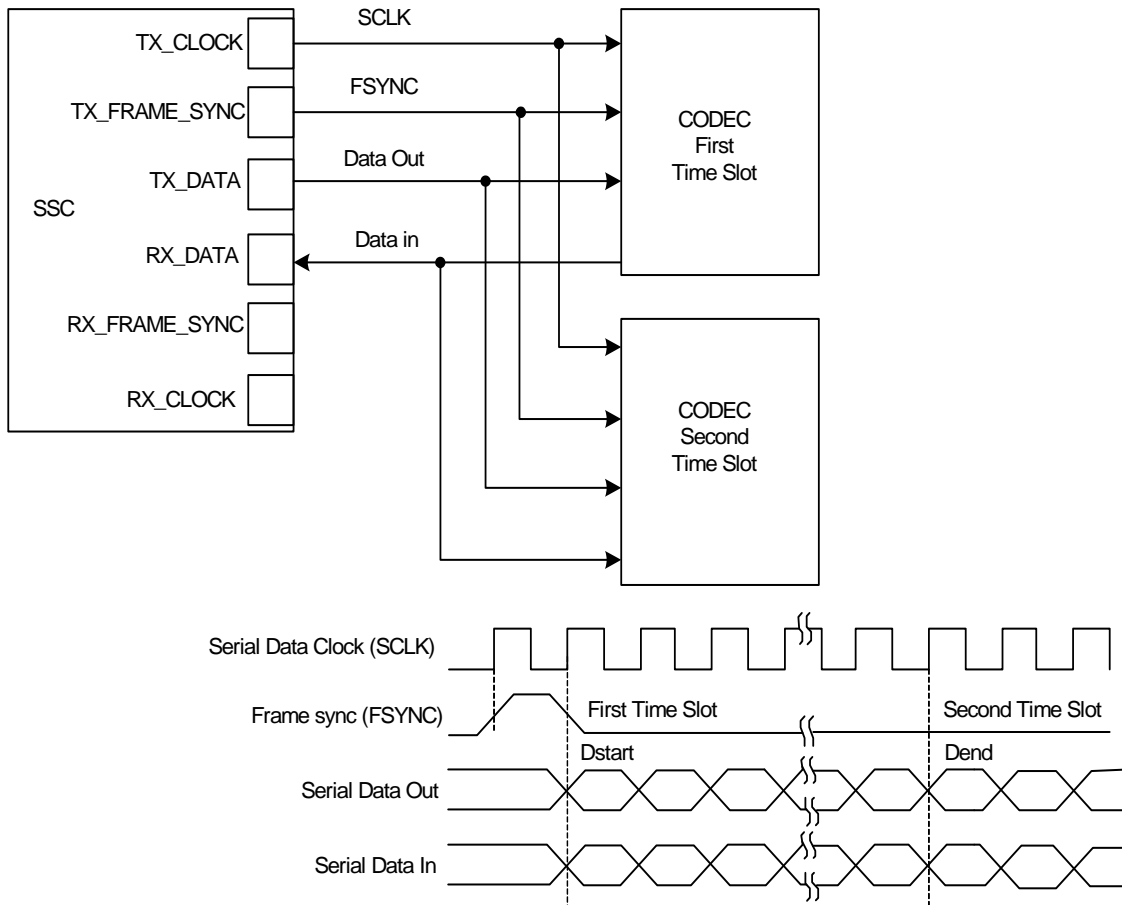 SCLK
TX_CLOCK
FSYNC
TX_FRAME_SYNC
CODEC
First
Time Slot
Data Out
TX_DATA
SSC
Data in
RX_DATA
RX_FRAME_SYNC
RX_CLOCK
CODEC
Second
Time Slot
Serial Data Clock (SCLK)
Frame sync (FSYNC)
First Time Slot
Second Time Slot
Dstart
Dend
Serial Data Out
Serial Data In